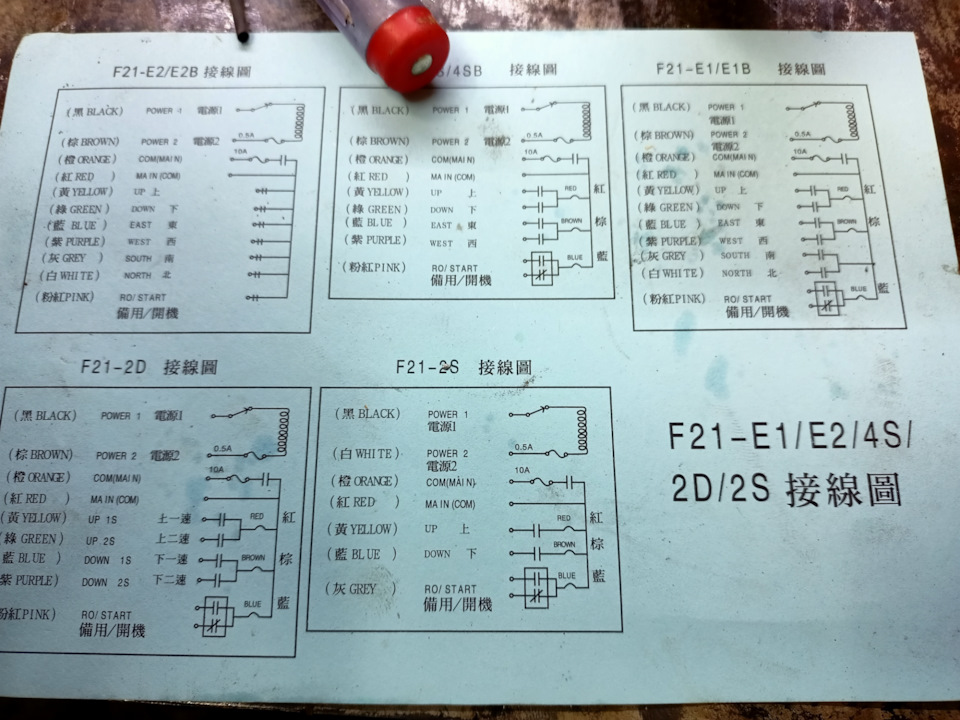 F21-E2/E2B 接線圖
(黑 BLACK) POWER 1 電源1
(棕 BROWN) POWER 2 電源2 0.5A
(橙 ORANGE) COM(MAIN) 10A
(紅 RED ) MAIN (COM)
(黃 YELLOW) UP 上
(綠 GREEN) DOWN 下
(藍 BLUE ) EAST 東
(紫 PURPLE) WEST 西
(灰 GREY) SOUTH 南
(白 WHITE) NORTH 北
(粉紅PINK) RO/START
備用/開機
/4SB 接線圖
(黑 BLACK) POWER 1 電源1
(棕 BROWN) POWER 2 電源2 0.5A
(橙 ORANGE) COM(MAIN) 10A
(紅 RED ) MAIN (COM)
(黃 YELLOW) UP 上 RED 紅
(綠 GREEN) DOWN 下
(藍 BLUE ) EAST 東 BROWN 棕
(紫 PURPLE) WEST 西
(粉紅PINK) RO/START BLUE 藍
備用/開機
F21-E1/E1B 接線圖
(黑 BLACK) POWER 1
電源1
(棕 BROWN) POWER 2 0.5A
電源2
(橙 ORANGE) COM(MAIN) 10A
(紅 RED ) MAIN (COM)
(黃 YELLOW) UP 上 RED 紅
(綠 GREEN) DOWN 下
(藍 BLUE ) EAST 東 BROWN 棕
(紫 PURPLE) WEST 西
(灰 GREY) SOUTH 南
(白 WHITE) NORTH 北
(粉紅PINK) RO/START BLUE 藍
備用/開機
F21-2D 接線圖
(黑 BLACK) POWER 1 電源1
(棕 BROWN) POWER 2 電源2 0.5A
(橙 ORANGE) COM(MAIN) 10A
(紅 RED ) MAIN (COM)
(黃 YELLOW) UP 1S 上一速 RED 紅
(綠 GREEN) UP 2S 上二速
藍 BLUE ) DOWN 1S 下一速 BROWN 棕
紫 PURPLE) DOWN 2S 下二速
粉紅PINK) RO/START BLUE 藍
備用/開機
F21-2S 接線圖
(黑 BLACK) POWER 1
電源1
(白 WHITE) POWER 2 0.5A
電源2
(橙 ORANGE) COM(MAIN) 10A
(紅 RED ) MAIN (COM)
(黃 YELLOW) UP 上 RED 紅
(藍 BLUE ) DOWN 下 BROWN 棕
(灰 GREY) RO/START BLUE 藍
備用/開機
F21-E1/E2/4S/
2D/2S 接線圖